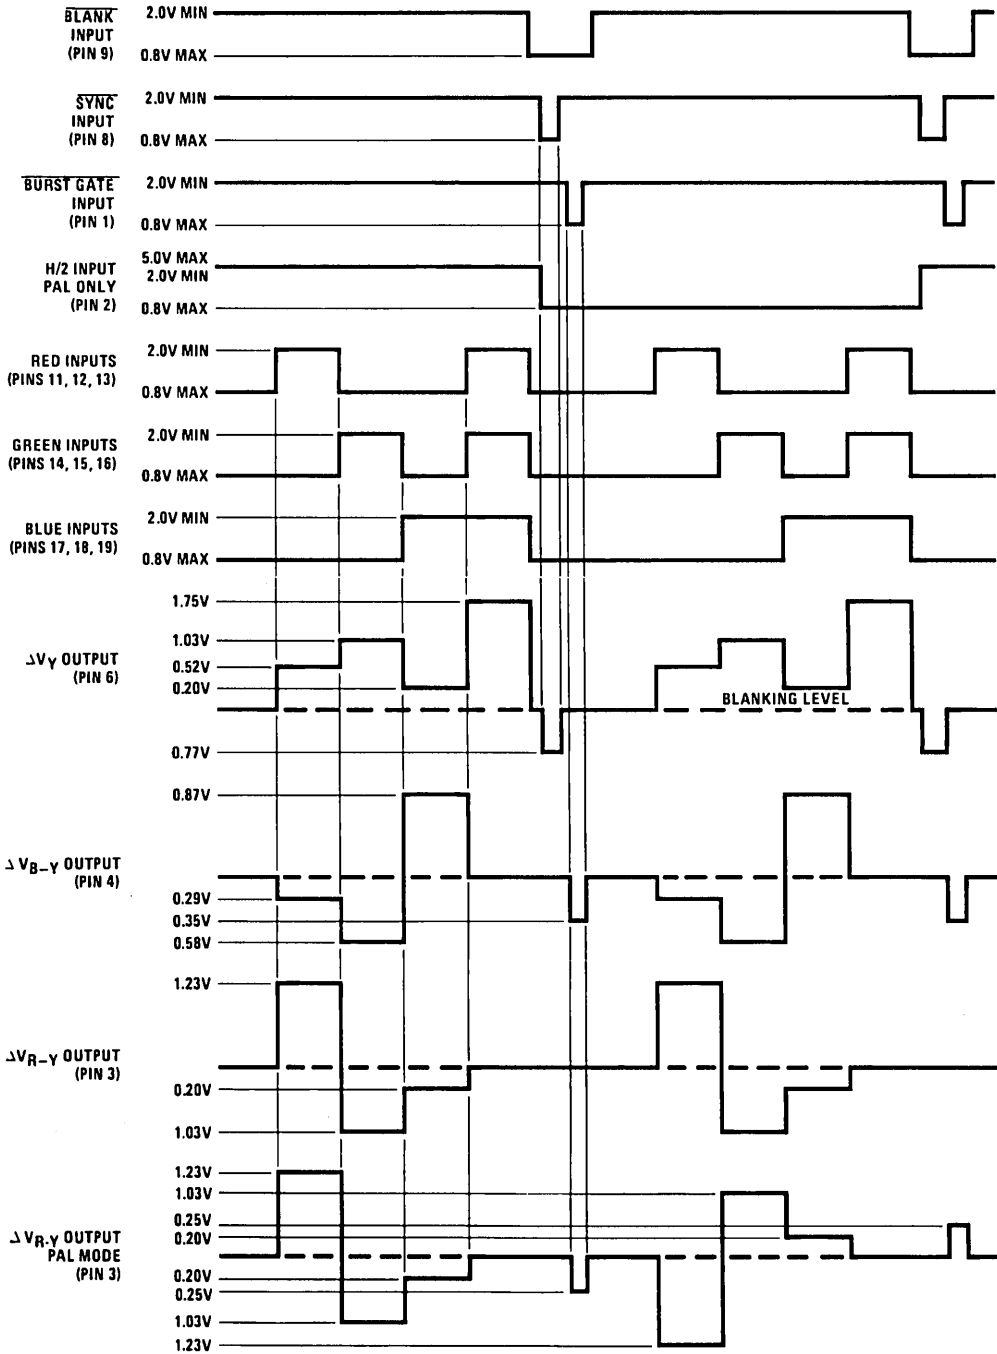 BLANK
INPUT
(PIN 9)
2.0V MIN
0.8V MAX
SYNC
INPUT
(PIN 8)
2.0V MIN
0.8V MAX
BURST GATE
INPUT
(PIN 1)
2.0V MIN
0.8V MAX
H/2 INPUT
PAL ONLY
(PIN 2)
5.0V MAX
2.0V MIN
0.8V MAX
RED INPUTS
(PINS 11, 12, 13)
2.0V MIN
0.8V MAX
GREEN INPUTS
(PINS 14, 15, 16)
2.0V MIN
0.8V MAX
BLUE INPUTS
(PINS 17, 18, 19)
2.0V MIN
0.8V MAX
ΔVY OUTPUT
(PIN 6)
1.75V
1.03V
0.52V
0.20V
0.77V
BLANKING LEVEL
ΔVB–Y OUTPUT
(PIN 4)
0.87V
0.29V
0.35V
0.58V
ΔVR–Y OUTPUT
(PIN 3)
1.23V
0.20V
1.03V
ΔVR-Y OUTPUT
PAL MODE
(PIN 3)
1.23V
1.03V
0.25V
0.20V
0.20V
0.25V
1.03V
1.23V